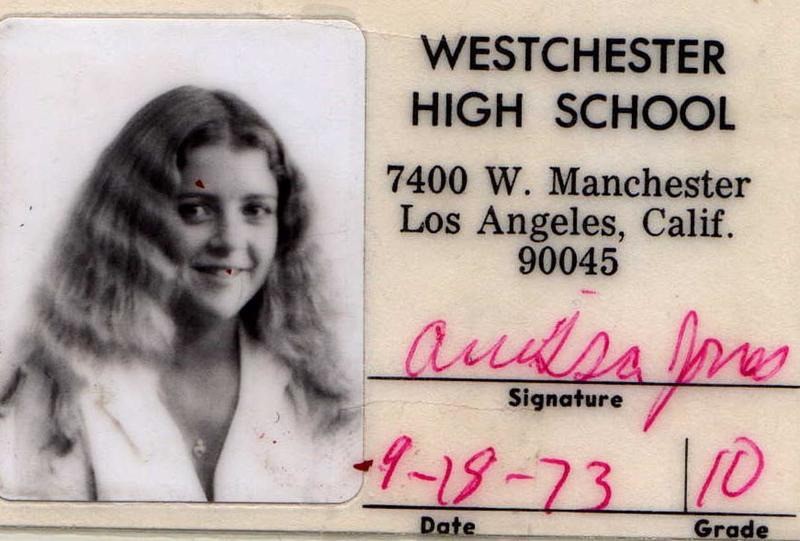 WESTCHESTER
HIGH SCHOOL
7400 W. Manchester
Los Angeles, Calif.
90045
anissa Jones
Signature
9-18-73 10
Date Grade